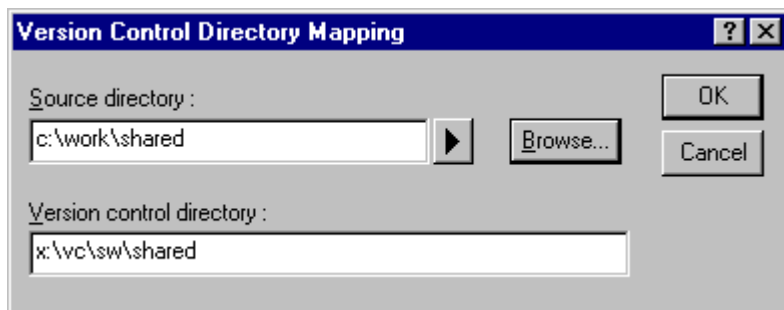 Version Control Directory Mapping
?
Source directory :
c:\work\shared
Browse...
OK
Cancel
Version control directory :
x:\vc\sw\shared